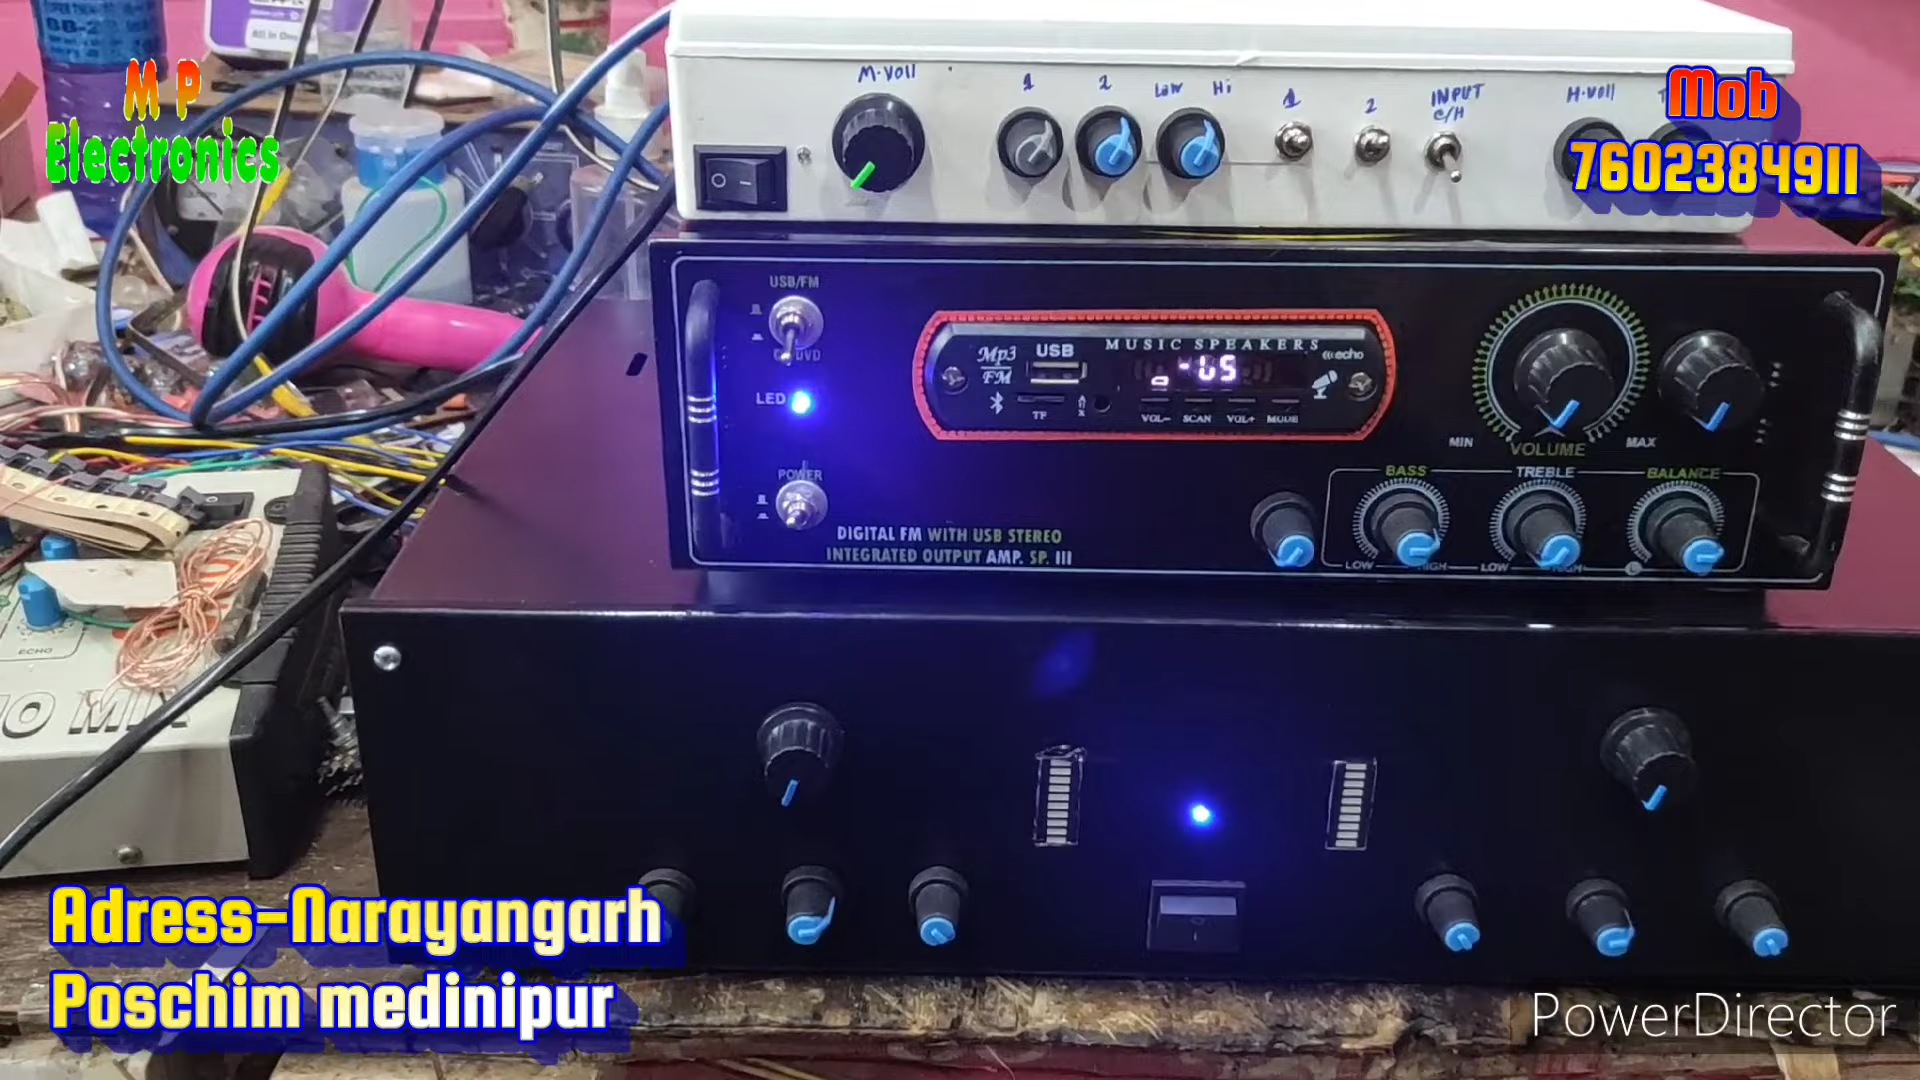 M P
Electronics
Mob
7602384911
M.Voll
1
2
Low
Hi
1
2
INPUT
C/H
H.Voll
USB/FM
LED
POWER
Mp3
FM
USB
MUSIC SPEAKERS
echo
TF
VOL-
SCAN
VOL+
MODE
MIN
VOLUME
MAX
BASS
TREBLE
BALANCE
LOW
LOW
L
DIGITAL FM WITH USB STEREO
INTEGRATED OUTPUT AMP. SP. III
ECHO
Adress-Narayangarh
Poschim medinipur
PowerDirector